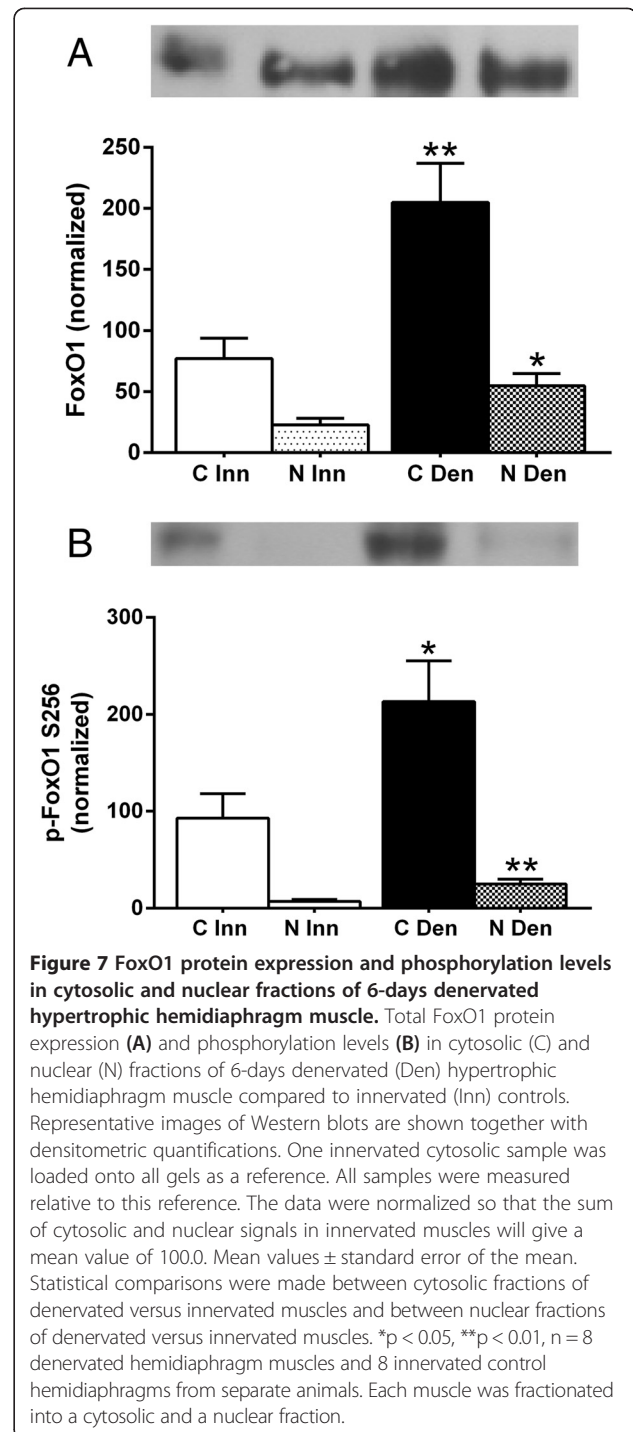 A
250
200
150
100
50
0
FoxO1 (normalized)
**
*
C Inn N Inn C Den N Den
B
300
200
100
0
p-FoxO1 S256
(normalized)
*
**
C Inn N Inn C Den N Den
Figure 7 FoxO1 protein expression and phosphorylation levels
in cytosolic and nuclear fractions of 6-days denervated
hypertrophic hemidiaphragm muscle. Total FoxO1 protein
expression (A) and phosphorylation levels (B) in cytosolic (C) and
nuclear (N) fractions of 6-days denervated (Den) hypertrophic
hemidiaphragm muscle compared to innervated (Inn) controls.
Representative images of Western blots are shown together with
densitometric quantifications. One innervated cytosolic sample was
loaded onto all gels as a reference. All samples were measured
relative to this reference. The data were normalized so that the sum
of cytosolic and nuclear signals in innervated muscles will give a
mean value of 100.0. Mean values ± standard error of the mean.
Statistical comparisons were made between cytosolic fractions of
denervated versus innervated muscles and between nuclear fractions
of denervated versus innervated muscles. *p < 0.05, **p < 0.01, n = 8
denervated hemidiaphragm muscles and 8 innervated control
hemidiaphragms from separate animals. Each muscle was fractionated
into a cytosolic and a nuclear fraction.